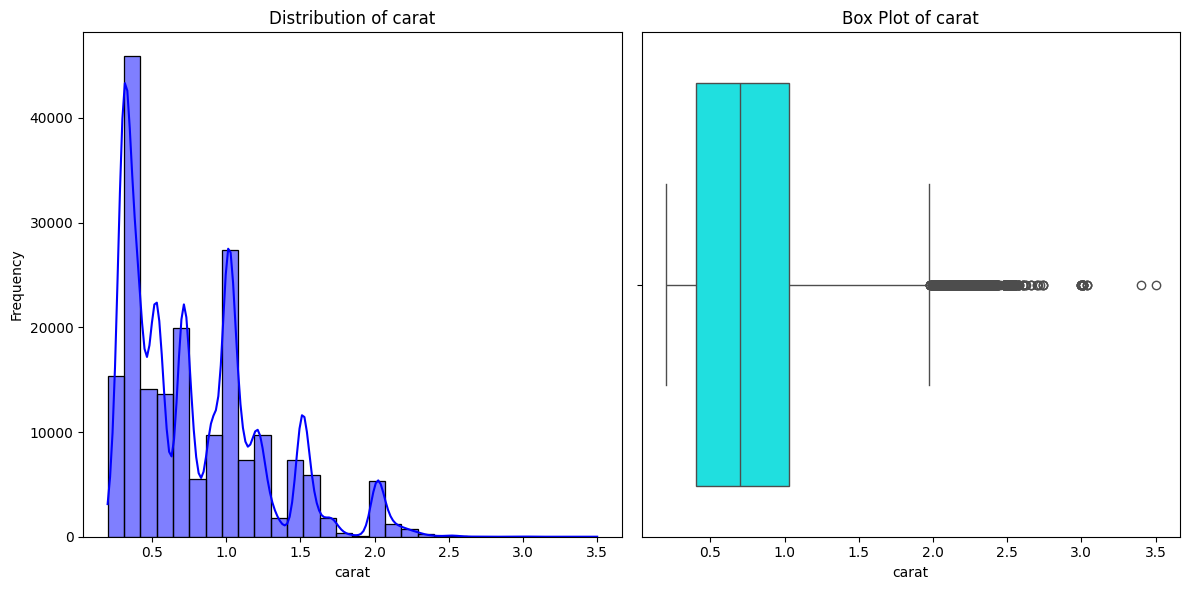 Distribution of carat
Frequency
40000
30000
20000
10000
0
0.5 1.0 1.5 2.0 2.5 3.0 3.5
carat
Box Plot of carat
0.5 1.0 1.5 2.0 2.5 3.0 3.5
carat